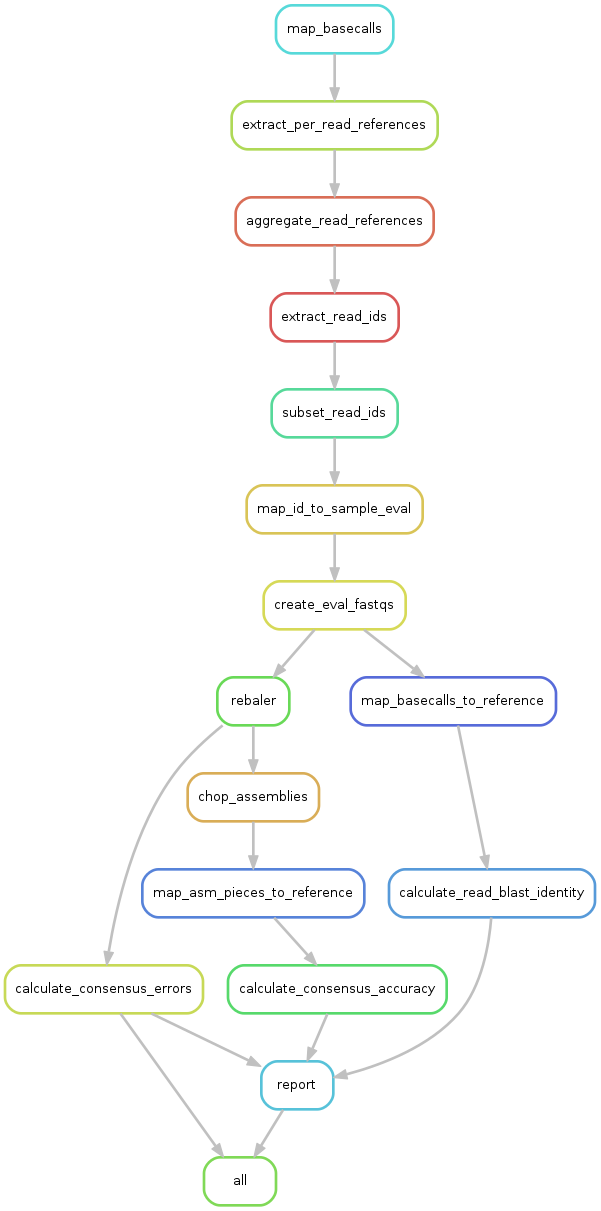 map_basecalls
extract_per_read_references
aggregate_read_references
extract_read_ids
subset_read_ids
map_id_to_sample_eval
create_eval_fastqs
rebaler
map_basecalls_to_reference
chop_assemblies
map_asm_pieces_to_reference
calculate_read_blast_identity
calculate_consensus_errors
calculate_consensus_accuracy
report
all